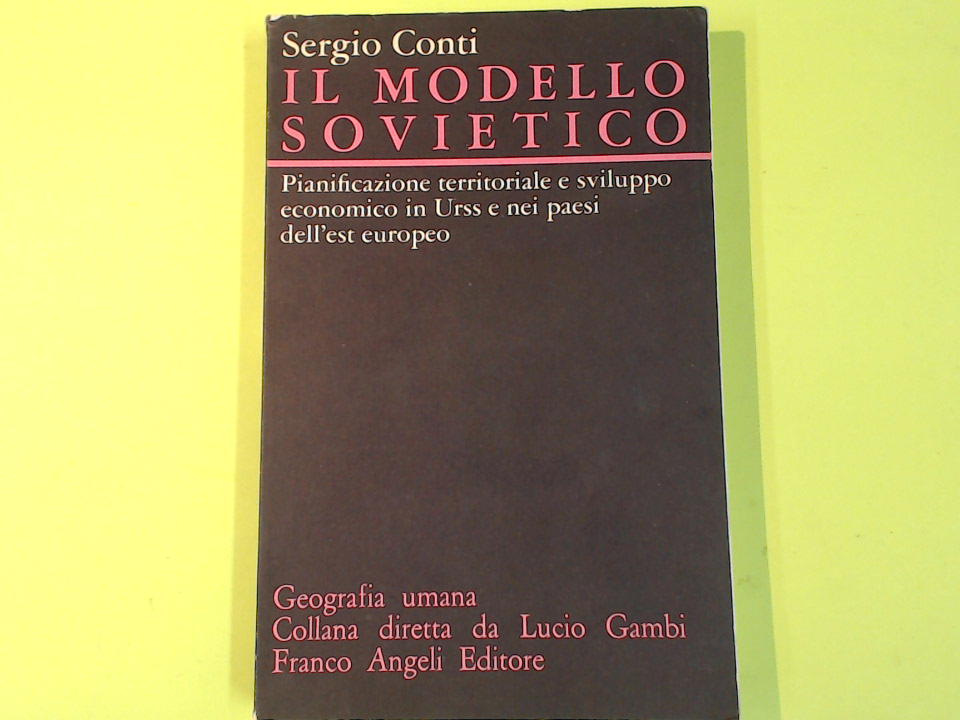 Sergio Conti
IL MODELLO
SOVIETICO
Pianificazione territoriale e sviluppo
economico in Urss e nei paesi
dell'est europeo
Geografia umana
Collana diretta da Lucio Gambi
Franco Angeli Editore